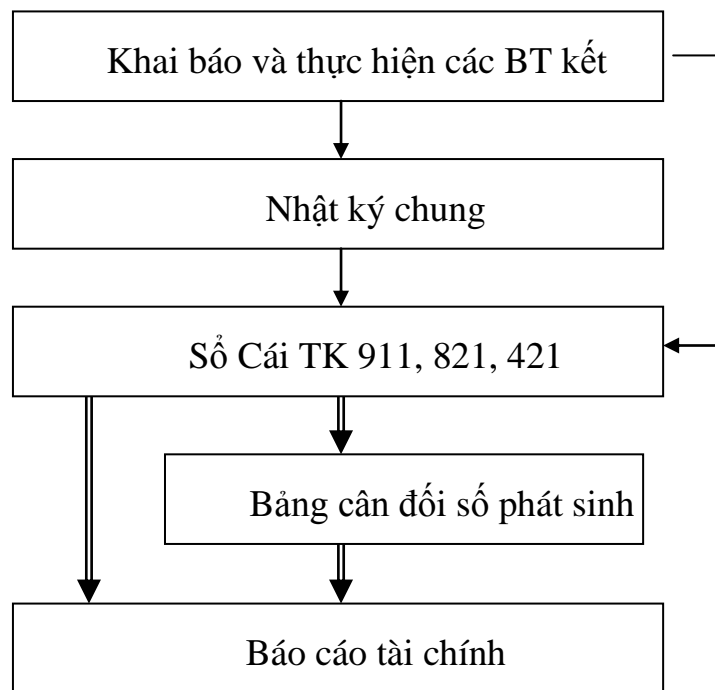 Khai báo và thực hiện các BT kết
Nhật ký chung
Sổ Cái TK 911, 821, 421
Bảng cân đối số phát sinh
Báo cáo tài chính